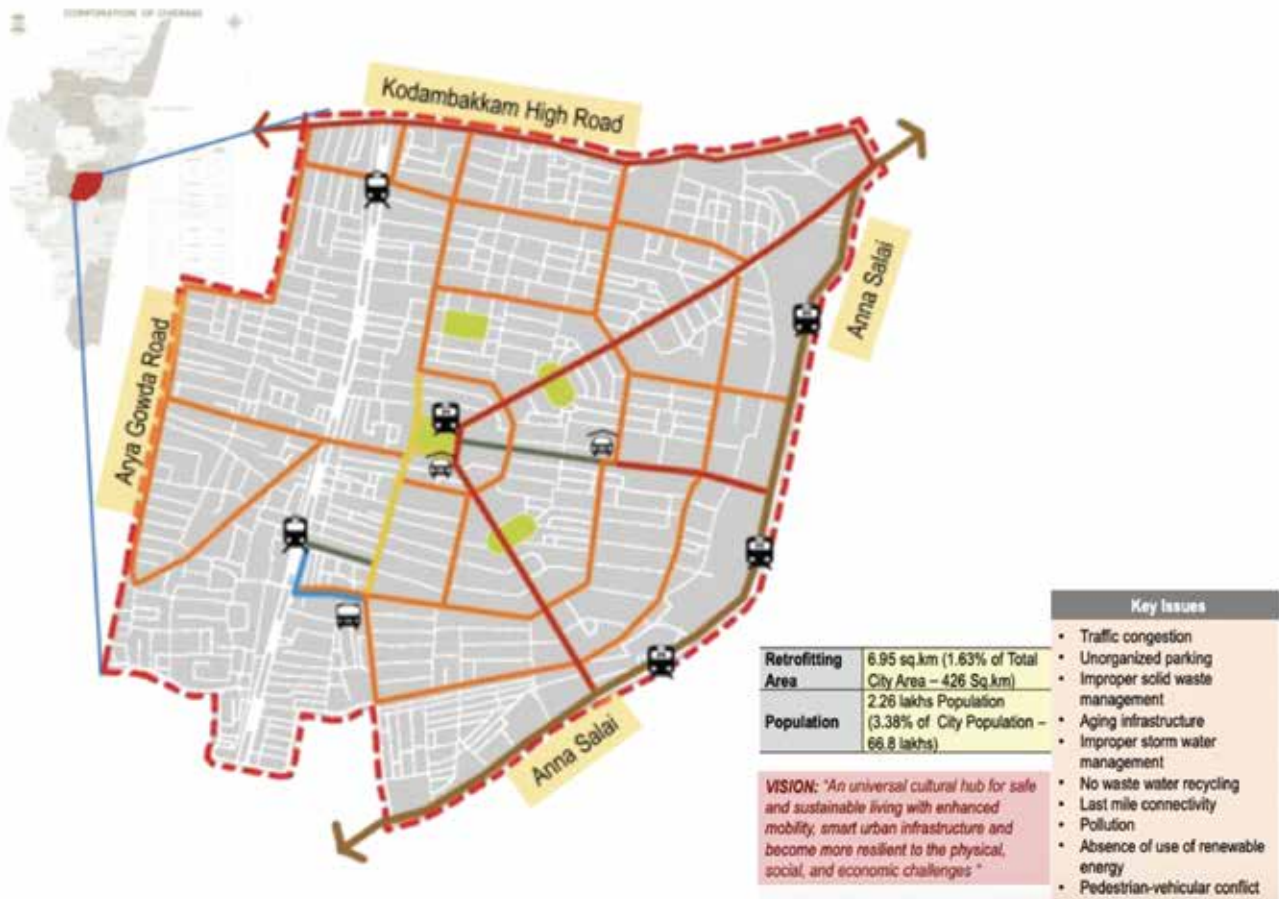 CORPORATION OF CHENNAI
Kodambakkam High Road
Anna Salai
Arya Gowda Road
Anna Salai
Retrofitting Area
6.95 sq.km (1.63% of Total
City Area – 426 Sq.km)
Population
2.26 lakhs Population
(3.38% of City Population –
66.8 lakhs)
VISION: "An universal cultural hub for safe
and sustainable living with enhanced
mobility, smart urban infrastructure and
become more resilient to the physical,
social, and economic challenges "
Key Issues
• Traffic congestion
• Unorganized parking
• Improper solid waste
management
• Aging infrastructure
• Improper storm water
management
• No waste water recycling
• Last mile connectivity
• Pollution
• Absence of use of renewable
energy
• Pedestrian-vehicular conflict